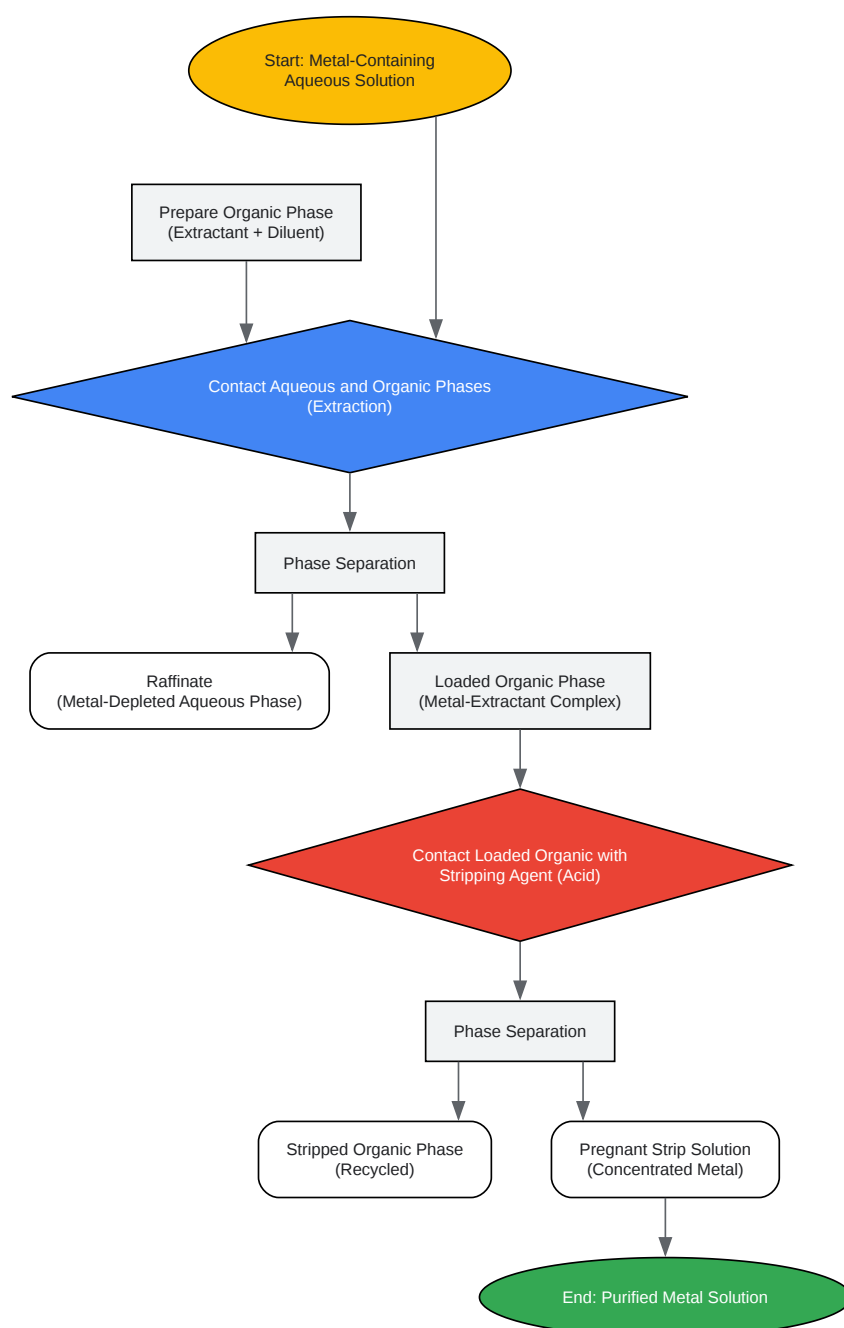 Start: Metal-Containing
Aqueous Solution
Prepare Organic Phase
(Extractant + Diluent)
Contact Aqueous and Organic Phases
(Extraction)
Phase Separation
Raffinate
(Metal-Depleted Aqueous Phase)
Loaded Organic Phase
(Metal-Extractant Complex)
Contact Loaded Organic with
Stripping Agent (Acid)
Phase Separation
Stripped Organic Phase
(Recycled)
Pregnant Strip Solution
(Concentrated Metal)
End: Purified Metal Solution